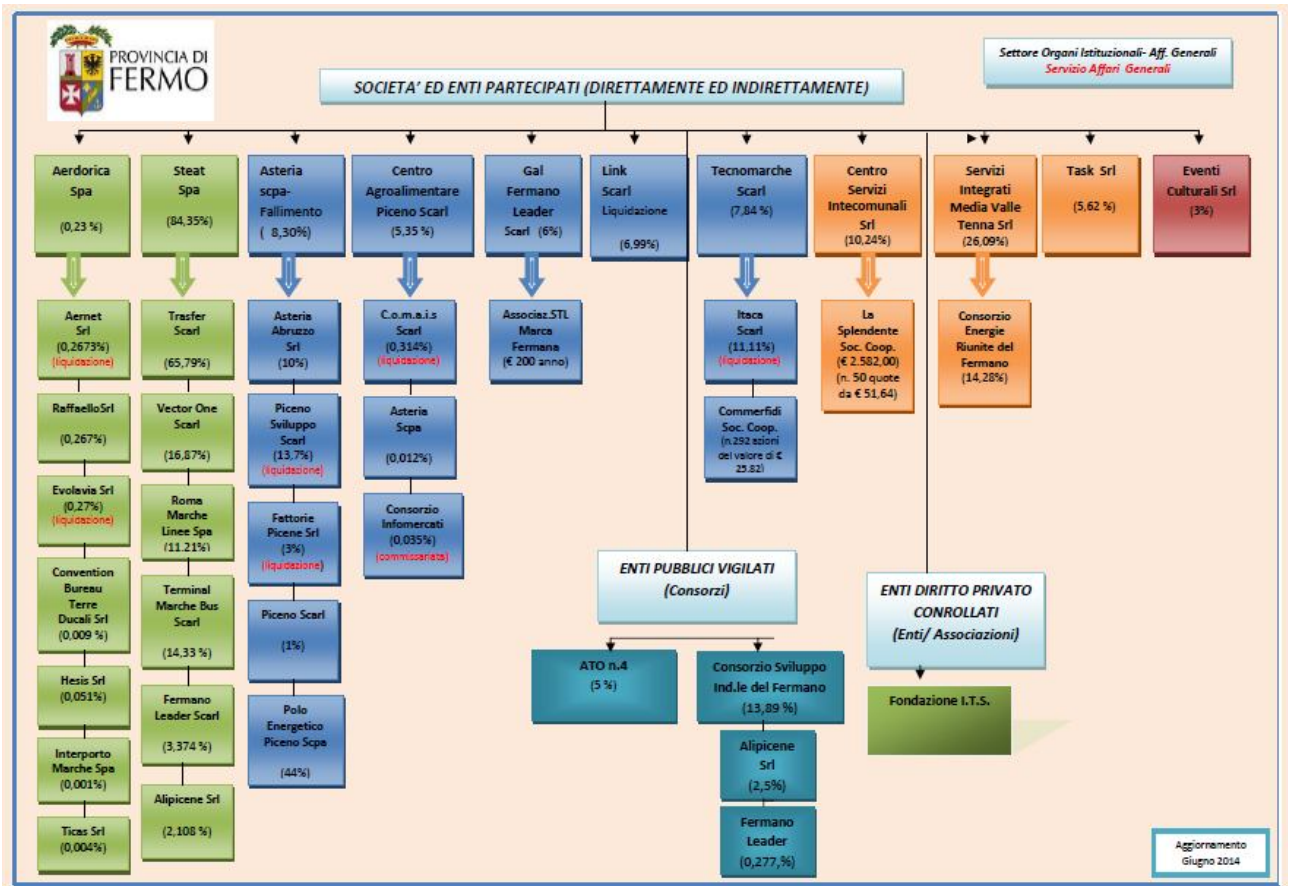 PROVINCIA DI
FERMO
Settore Organi Istituzionali- Aff. Generali
Servizio Affari Generali
SOCIETA' ED ENTI PARTECIPATI (DIRETTAMENTE ED INDIRETTAMENTE)
Aerdorica
Spa
(0,23 %)
Steat
Spa
(84,35%)
Asteria
scpa-
Fallimento
( 8,30%)
Centro
Agroalimentare
Piceno Scarl
(5,35 %)
Gal
Fermano
Leader
Scarl (6%)
Link
Scarl
Liquidazione
(6,99%)
Tecnomarche
Scarl
(7,84 %)
Centro
Servizi
Intecomunali
Srl
(10,24%)
Servizi
Integrati
Media Valle
Tenna Srl
(26,09%)
Task Srl
(5,62 %)
Eventi
Culturali Srl
(3%)
Aernet
Srl
(0,2673%)
(liquidazione)
RaffaelloSrl
(0,267%)
Evolavia Srl
(0,27%)
(liquidazione)
Convention
Bureau
Terre
Ducali Srl
(0,009 %)
Hesis Srl
(0,051%)
Interporto
Marche Spa
(0,001%)
Ticas Srl
(0,004%)
Trasfer
Scarl
(65,79%)
Vector One
Scarl
(16,87%)
Roma
Marche
Linee Spa
(11.21%)
Terminal
Marche Bus
Scarl
(14,33 %)
Fermano
Leader Scarl
(3,374 %)
Alipicene Srl
(2,108 %)
Asteria
Abruzzo
Srl
(10%)
Piceno
Sviluppo
Scarl
(13,7%)
(liquidazione)
Fattorie
Picene Srl
(3%)
(liquidazione)
Piceno Scarl
(1%)
Polo
Energetico
Piceno Scpa
(44%)
C.o.m.a.i.s
Scarl
(0,314%)
(liquidazione)
Asteria
Scpa
(0,012%)
Consorzio
Infomercati
(0,035%)
(commissariata)
Associaz.STL
Marca
Fermana
(€ 200 anno)
Itaca
Scarl
(11,11%)
(liquidazione)
Commerfidi
Soc. Coop.
(n.292 azioni
del valore di €
25.82)
La
Splendente
Soc. Coop.
(€ 2.582,00)
(n. 50 quote
da € 51,64)
Consorzio
Energie
Riunite del
Fermano
(14,28%)
ENTI PUBBLICI VIGILATI
(Consorzi)
ATO n.4
(5 %)
Consorzio Sviluppo
Ind.le del Fermano
(13,89 %)
Alipicene
Srl
(2,5%)
Fermano
Leader
(0,277,%)
ENTI DIRITTO PRIVATO
CONROLLATI
(Enti/ Associazioni)
Fondazione I.T.S.
Aggiornamento
Giugno 2014